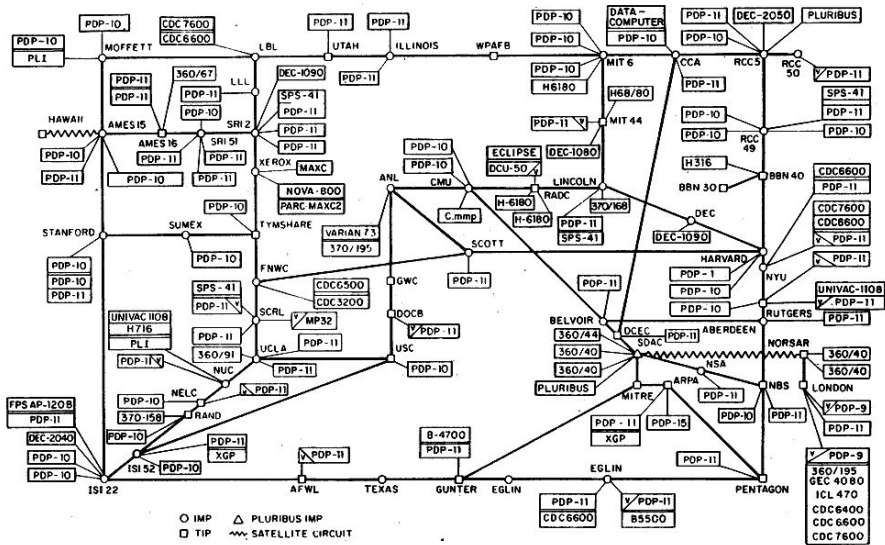 PDP-10
CDC7600
CDC6600
PDP-11
PDP-11
PDP-10
PDP-10
PDP-10
H6180
DATA-
COMPUTER
PDP-10
PDP-11
DEC-2050
PDP-10
PLURIBUS
PDP-10
PLI
MOFFETT
LBL
UTAH
ILLINOIS
WPAFB
MIT 6
CCA
RCC5
RCC
50
PDP-11
PDP-11
PDP-11
PDP-11
360/67
LLL
PDP-11
PDP-10
DEC-1090
SPS-41
PDP-11
PDP-11
PDP-11
PDP-11
H68/80
PDP-11
MIT 44
DEC-1080
SPS-41
PDP-11
PDP-11
PDP-10
PDP-10
RCC
49
HAWAII
AMES15
AMES16
SRI 51
SRI 2
PDP-10
PDP-11
PDP-10
PDP-11
PDP-11
XEROX
MAXC
NOVA-800
PARC-MAXC2
ANL
PDP-10
PDP-10
CMU
C.mmp
ECLIPSE
DCU-50
RADC
H-6180
H-6180
LINCOLN
370/168
PDP-11
SPS-41
H316
BBN 30
BBN 40
CDC6600
PDP-11
CDC7600
CDC6600
PDP-11
PDP-11
DEC
DEC-1090
STANFORD
SUMEX
PDP-10
TYMSHARE
PDP-10
PDP-10
PDP-10
PDP-11
VARIAN 73
370/195
SCOTT
PDP-11
HARVARD
NYU
PDP-1
PDP-10
PDP-10
FNWC
CDC6500
CDC3200
GWC
SPS-41
PDP-11
SCRL
MP32
DOCB
PDP-11
PDP-11
BELVOIR
DCEC
PDP-11
ABERDEEN
UNIVAC-1108
PDP-11
RUTGERS
PDP-11
UNIVAC1108
H716
PLI
PDP-11
PDP-11
360/91
UCLA
PDP-11
USC
PDP-10
SDAC
360/44
360/40
360/40
PLURIBUS
NORSAR
360/40
360/40
NUC
NELC
PDP-10
PDP-11
RAND
370-158
NSA
PDP-11
MITRE
ARPA
PDP-11
XGP
PDP-15
NBS
PDP-10
PDP-11
LONDON
PDP-9
PDP-11
FPS AP-120B
PDP-11
DEC-2040
PDP-10
PDP-10
PDP-10
ISI 52
PDP-11
XGP
PDP-10
PDP-11
B-4700
PDP-11
PDP-11
PDP-9
360/195
GEC 4080
ICL 470
CDC6400
CDC6600
CDC7600
ISI 22
AFWL
TEXAS
GUNTER
EGLIN
EGLIN
PENTAGON
PDP-11
CDC6600
PDP-11
B5500
IMP
PLURIBUS IMP
TIP
SATELLITE CIRCUIT